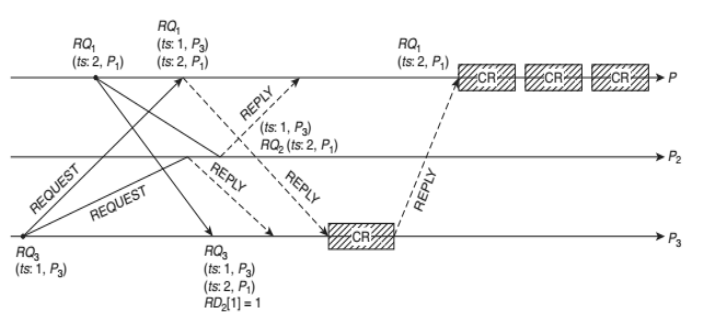 RQ₁
(ts: 2, P₁)
RQ₁
(ts: 1, P₃)
(ts: 2, P₁)
RQ₁
(ts: 2, P₁)
CR
CR
CR
P
REPLY
(ts: 1, P₃)
RQ₂ (ts: 2, P₁)
P₂
REQUEST
REQUEST
REPLY
REPLY
REPLY
CR
P₃
RQ₃
(ts: 1, P₃)
RQ₃
(ts: 1, P₃)
(ts: 2, P₁)
RD₂[1] = 1